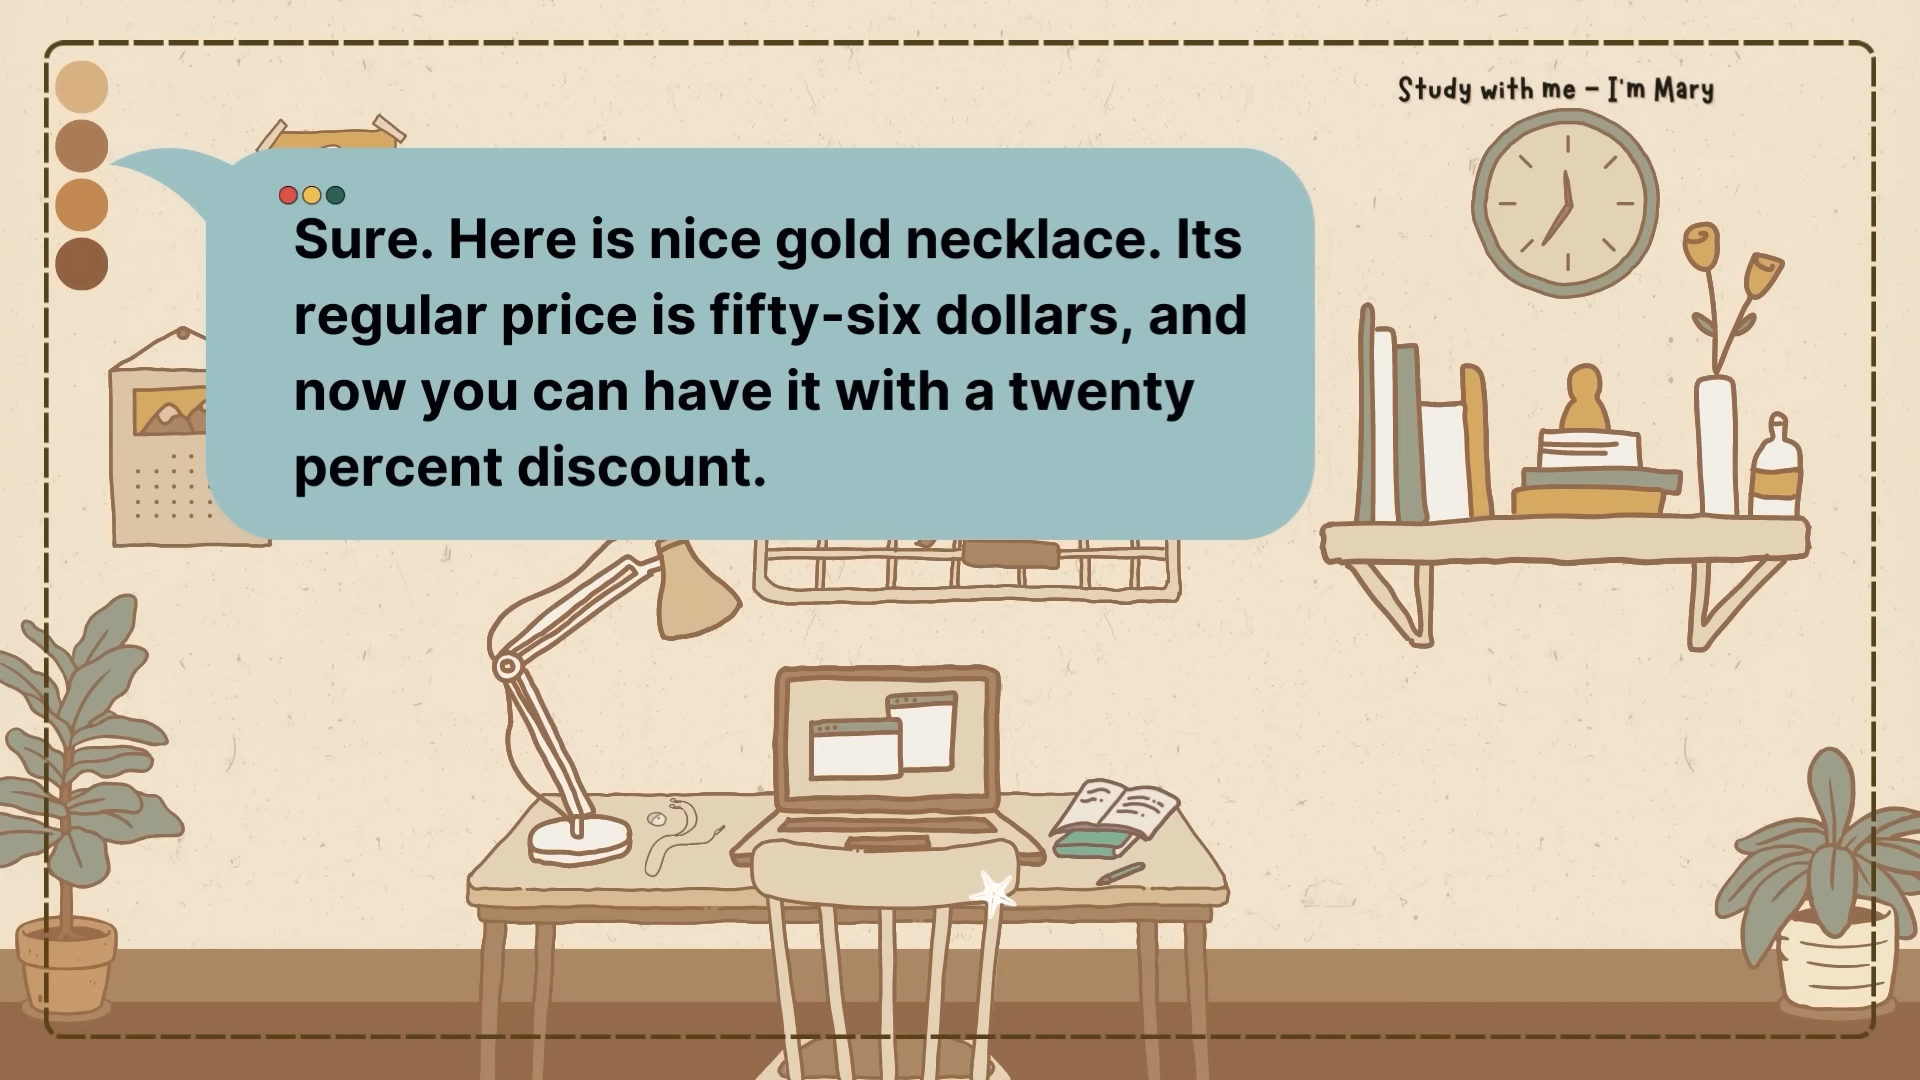 Study with me - I'm Mary
Sure. Here is nice gold necklace. Its
regular price is fifty-six dollars, and
now you can have it with a twenty
percent discount.